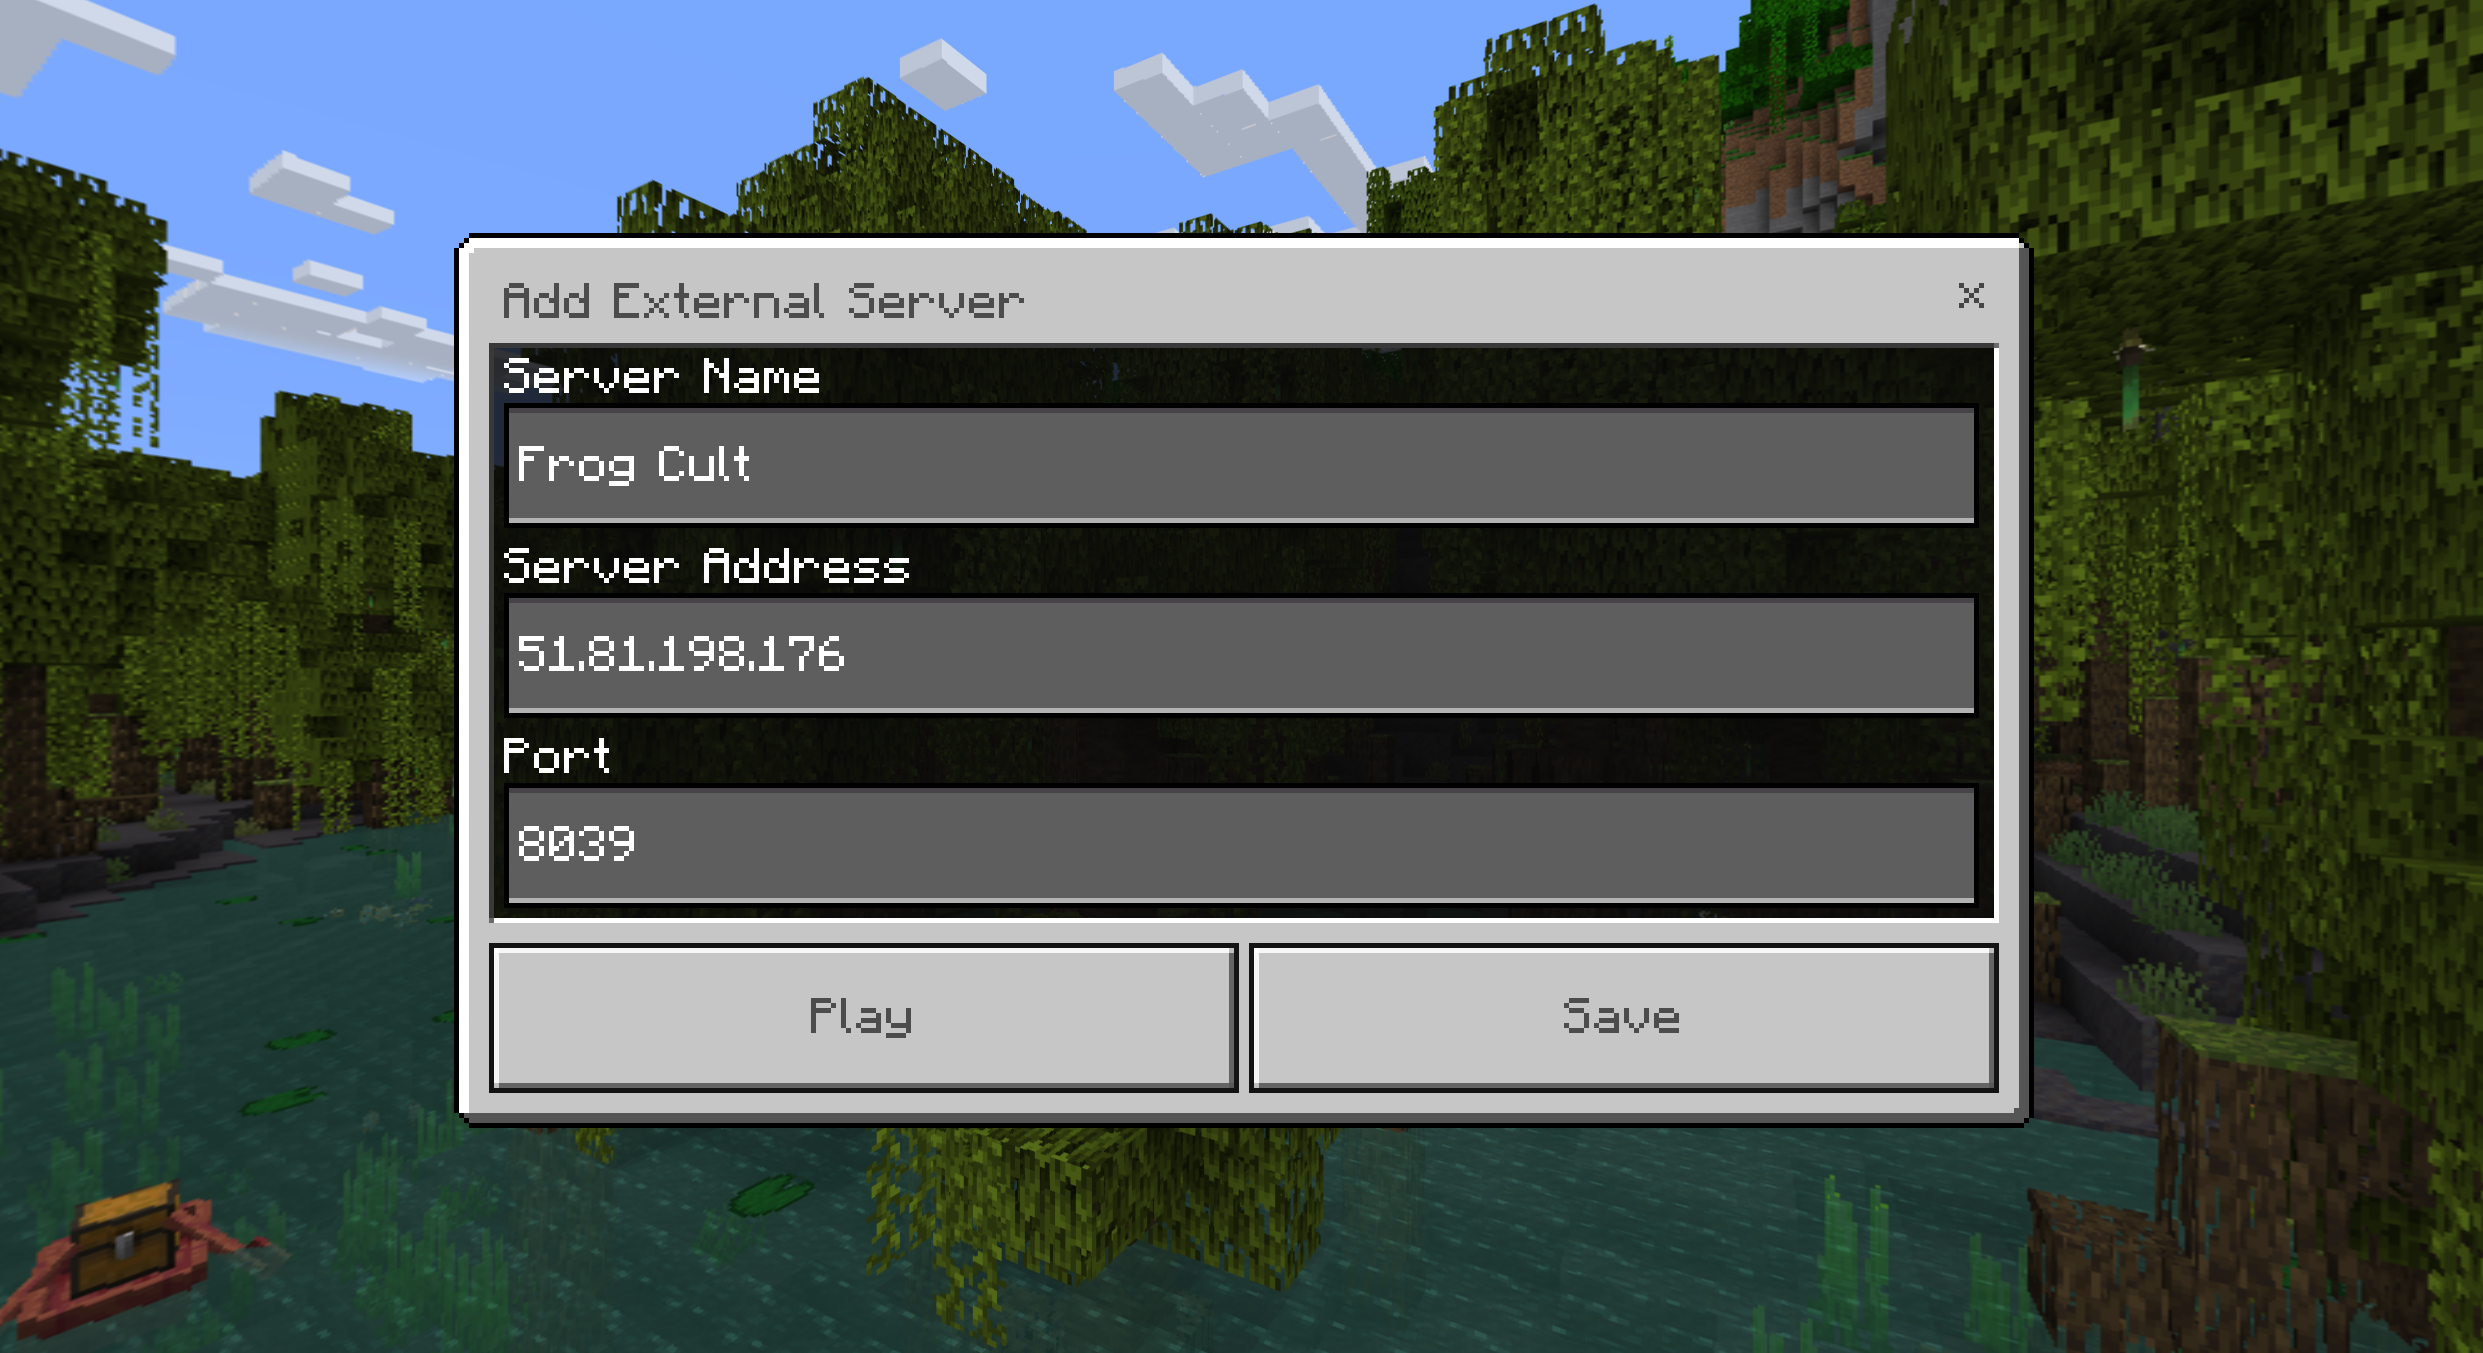 Add External Server
Server Name
Frog Cult
Server Address
51.81.198.176
Port
8039
Play
Save